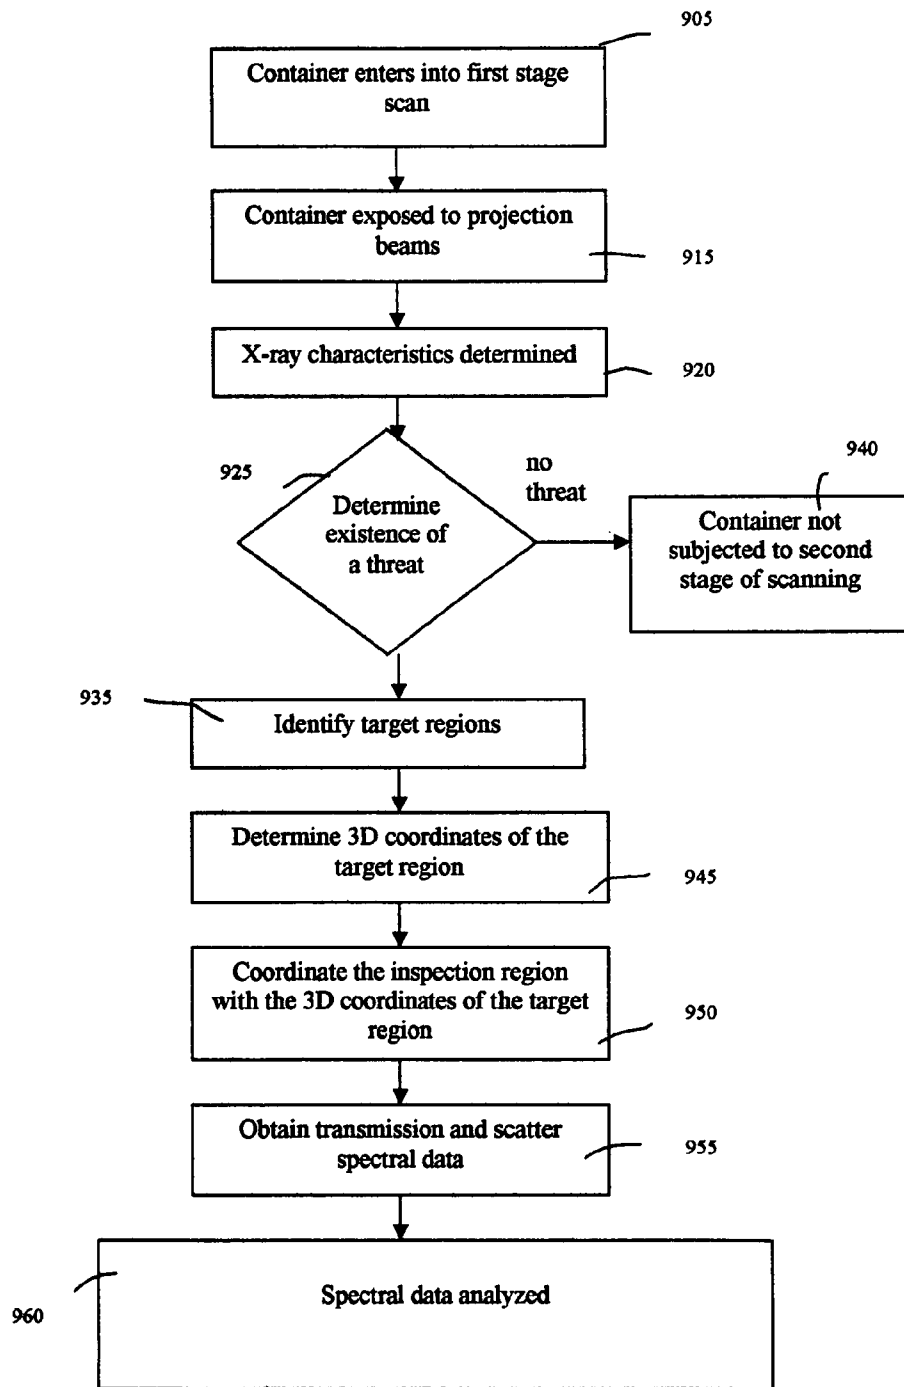 905
Container enters into first stage
scan
Container exposed to projection
beams
915
X-ray characteristics determined
920
925
Determine
existence of
a threat
no
threat
940
Container not
subjected to second
stage of scanning
935
Identify target regions
Determine 3D coordinates of the
target region
945
Coordinate the inspection region
with the 3D coordinates of the target
region
950
Obtain transmission and scatter
spectral data
955
Spectral data analyzed
960